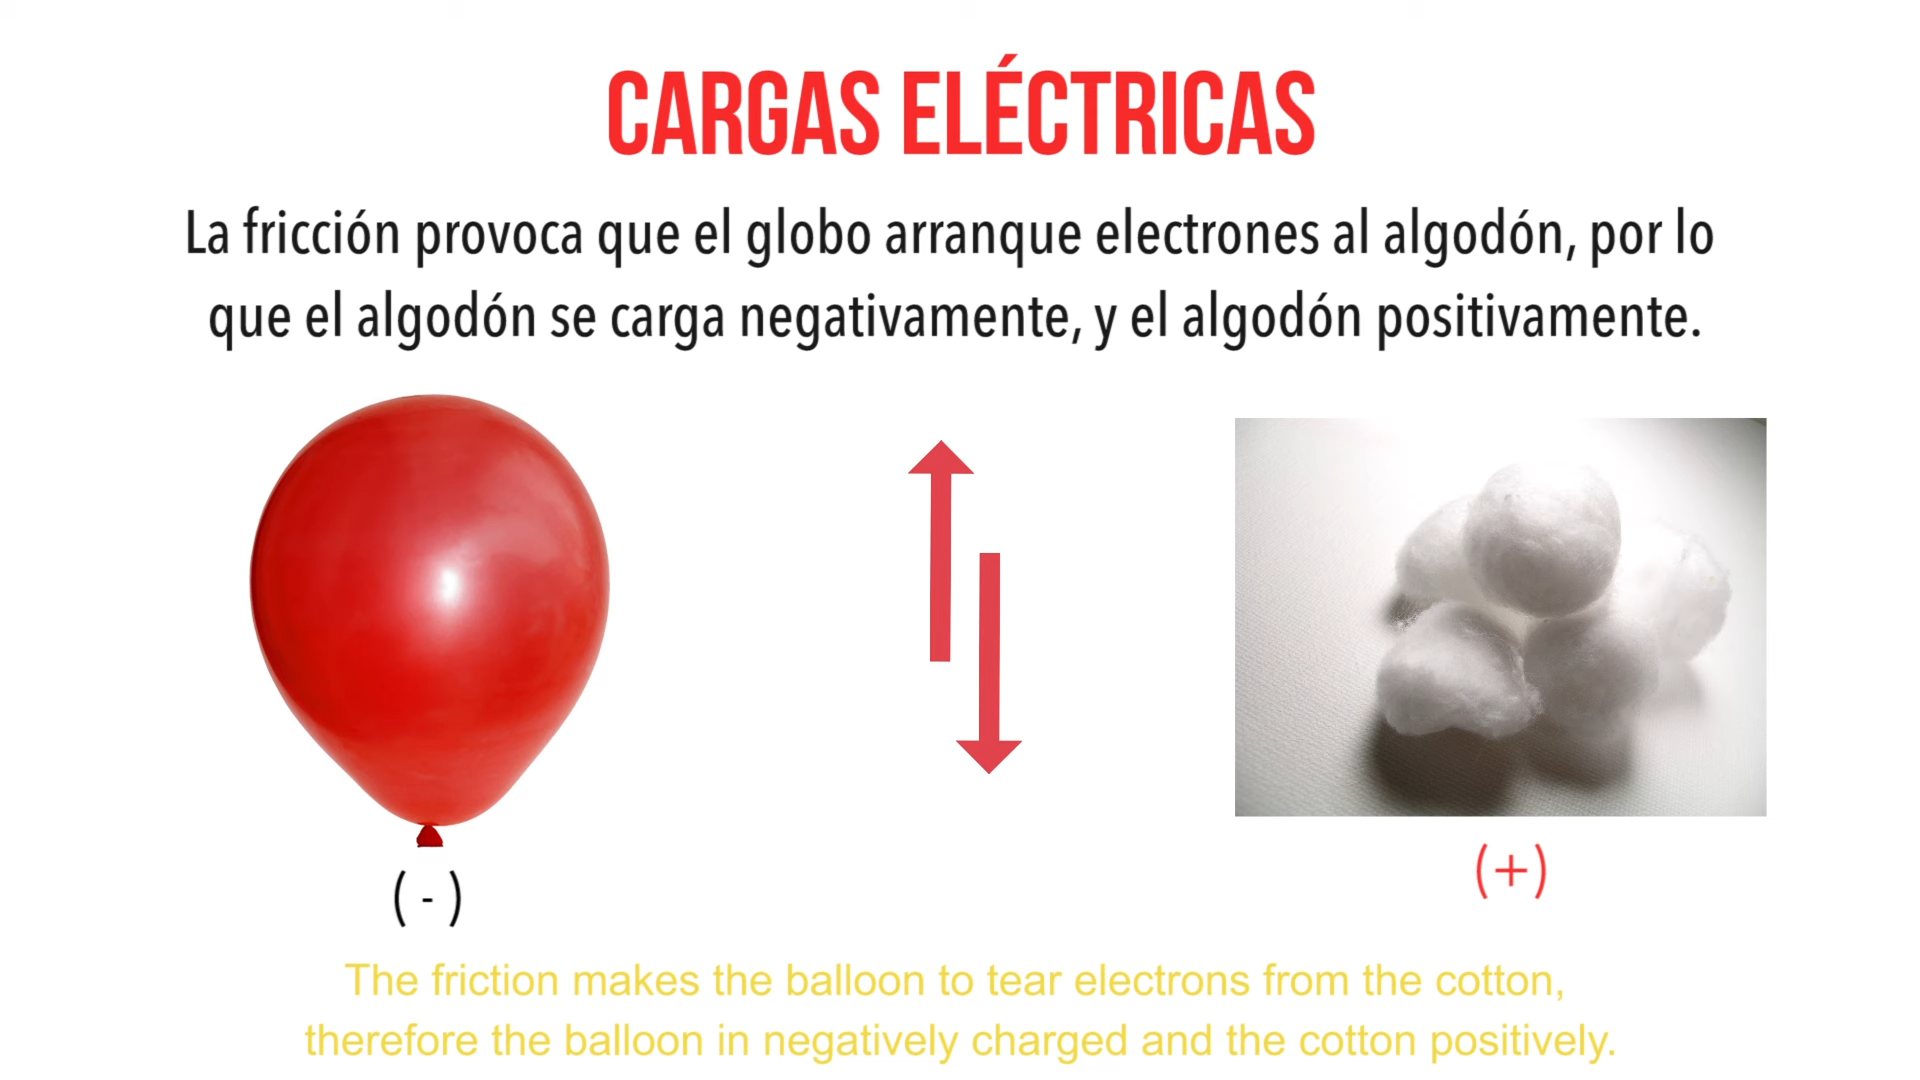 CARGAS ELÉCTRICAS
La fricción provoca que el globo arranque electrones al algodón, por lo
que el algodón se carga negativamente, y el algodón positivamente.
( - )
(+)
The friction makes the balloon to tear electrons from the cotton,
therefore the balloon in negatively charged and the cotton positively.